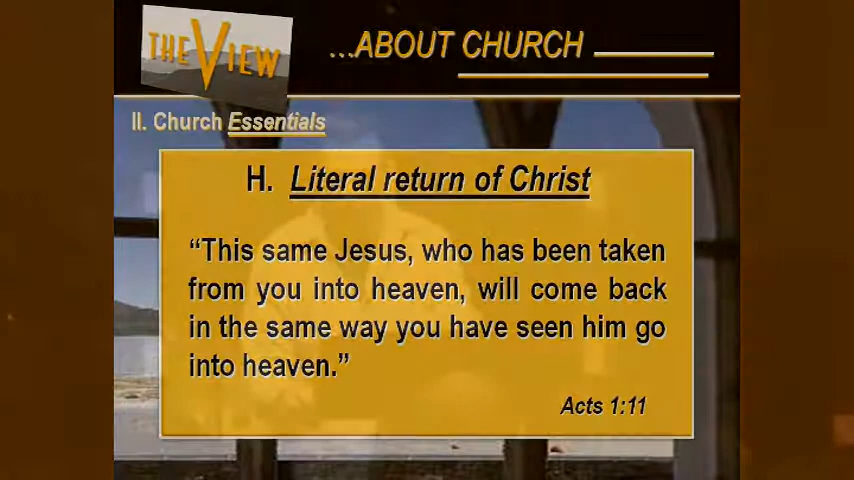 THE VIEW
...ABOUT CHURCH
II. Church Essentials
H. Literal return of Christ
“This same Jesus, who has been taken
from you into heaven, will come back
in the same way you have seen him go
into heaven.”
Acts 1:11